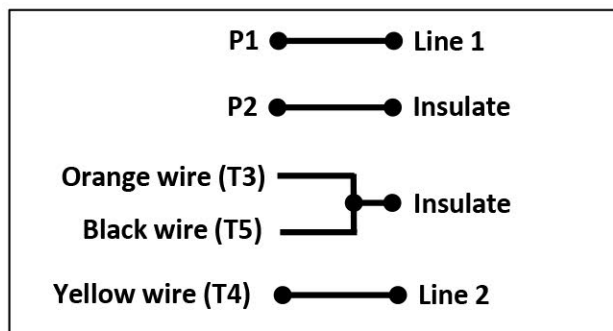 P1 Line 1
P2 Insulate
Orange wire (T3)
Insulate
Black wire (T5)
Yellow wire (T4) Line 2